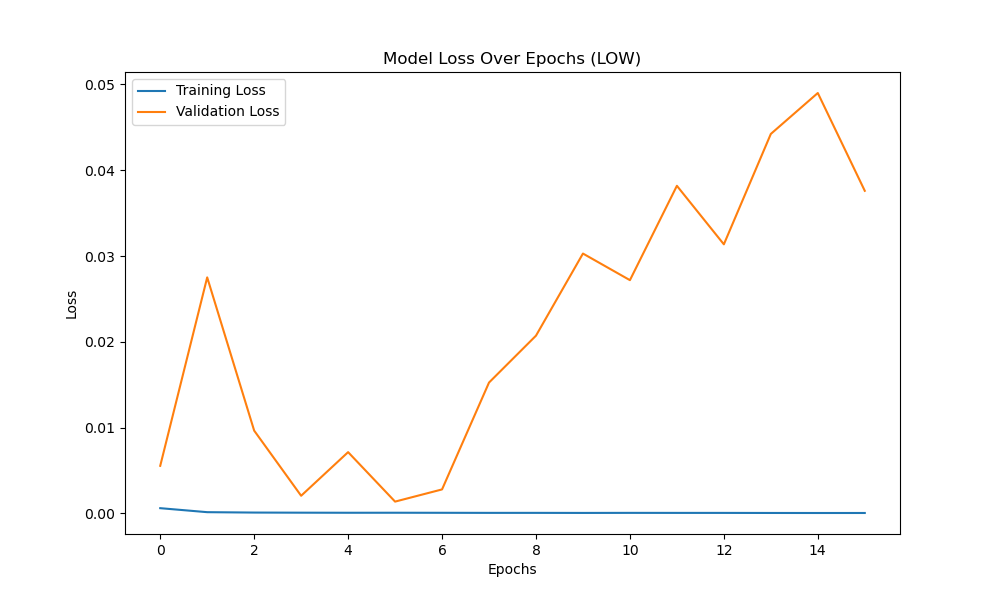 Model Loss Over Epochs (LOW)
Training Loss
Validation Loss
0.05
0.04
0.03
0.02
0.01
0.00
Loss
0 2 4 6 8 10 12 14
Epochs